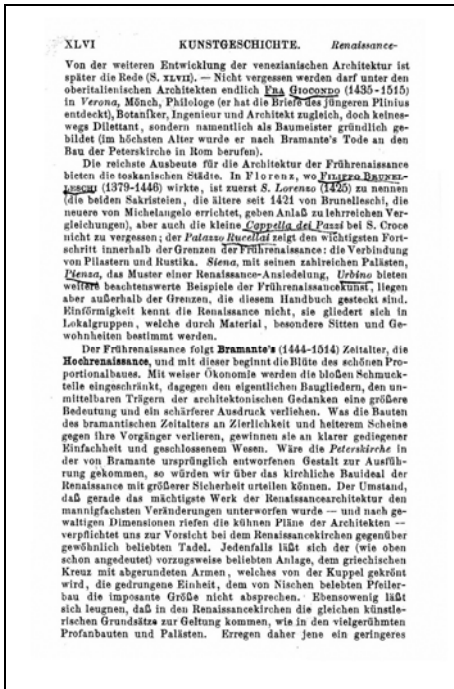 XLVI KUNSTGESCHICHTE. Renaissance-
Von der weiteren Entwicklung der venezianischen Architektur ist
später die Rede (S. XLVII). — Nicht vergessen werden darf unter den
oberitalienischen Architekten endlich FRA GIOCONDO (1435-1515)
in Verona, Mönch, Philologe (er hat die Briefe des jüngeren Plinius
entdeckt), Botaniker, Ingenieur und Architekt zugleich, doch keines-
wegs Dilettant, sondern namentlich als Baumeister gründlich ge-
bildet (im höchsten Alter wurde er nach Bramante's Tode an den
Bau der Peterskirche in Rom berufen).
Die reichste Ausbeute für die Architektur der Frührenaissance
bieten die toskanischen Städte. In Florenz, wo FILIPPO BRUNEL-
LESCHI (1379-1446) wirkte, ist zuerst S. Lorenzo (1425) zu nennen
(die beiden Sakristeien, die ältere seit 1421 von Brunelleschi, die
neuere von Michelangelo errichtet, geben Anlaß zu lehrreichen Ver-
gleichungen), aber auch die kleine Cappella dei Pazzi bei S. Croce
nicht zu vergessen; der Palazzo Rucellai zeigt den wichtigsten Fort-
schritt innerhalb der Grenzen der Frührenaissance: die Verbindung
von Pilastern und Rustika. Siena, mit seinen zahlreichen Palästen,
Pienza, das Muster einer Renaissance-Ansiedelung, Urbino bieten
weitere beachtenswerte Beispiele der Frührenaissancekunst, liegen
aber außerhalb der Grenzen, die diesem Handbuch gesteckt sind.
Einförmigkeit kennt die Renaissance nicht, sie gliedert sich in
Lokalgruppen, welche durch Material, besondere Sitten und Ge-
wohnheiten bestimmt werden.
Der Frührenaissance folgt Bramante's (1444-1514) Zeitalter, die
Hochrenaissance, und mit dieser beginnt die Blüte des schönen Pro-
portionalbaues. Mit weiser Ökonomie werden die bloßen Schmuck-
teile eingeschränkt, dagegen den eigentlichen Baugliedern, den un-
mittelbaren Trägern der architektonischen Gedanken eine größere
Bedeutung und ein schärferer Ausdruck verliehen. Was die Bauten
des bramantischen Zeitalters an Zierlichkeit und heiterem Scheine
gegen ihre Vorgänger verlieren, gewinnen sie an klarer gediegener
Einfachheit und geschlossenem Wesen. Wäre die Peterskirche in
der von Bramante ursprünglich entworfenen Gestalt zur Ausfüh-
rung gekommen, so würden wir über das kirchliche Bauideal der
Renaissance mit größerer Sicherheit urteilen können. Der Umstand,
daß gerade das mächtigste Werk der Renaissancearchitektur den
mannigfachsten Veränderungen unterworfen wurde — und nach ge-
waltigen Dimensionen riefen die kühnen Pläne der Architekten —
verpflichtet uns zur Vorsicht bei dem Renaissancekirchen gegenüber
gewöhnlich beliebten Tadel. Jedenfalls läßt sich der (wie oben
schon angedeutet) vorzugsweise beliebten Anlage, dem griechischen
Kreuz mit abgerundeten Armen, welches von der Kuppel gekrönt
wird, die gedrungene Einheit, dem von Nischen belebten Pfeiler-
bau die imposante Größe nicht absprechen. Ebensowenig läßt
sich leugnen, daß in den Renaissancekirchen die gleichen künstle-
rischen Grundsätze zur Geltung kommen, wie in den vielgerühmten
Profanbauten und Palästen. Erregen daher jene ein geringeres